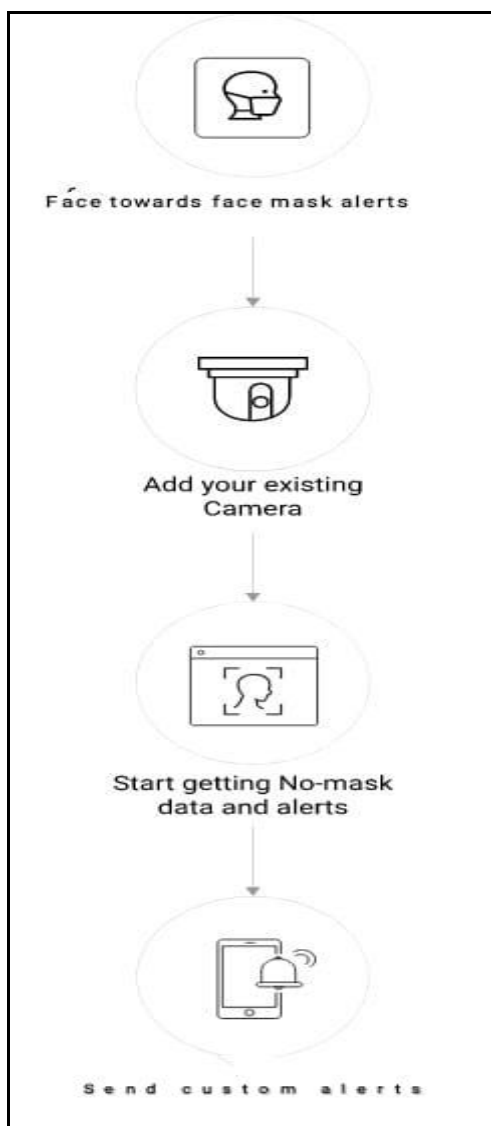 Face towards face mask alerts
Add your existing
Camera
Start getting No-mask
data and alerts
Send custom alerts